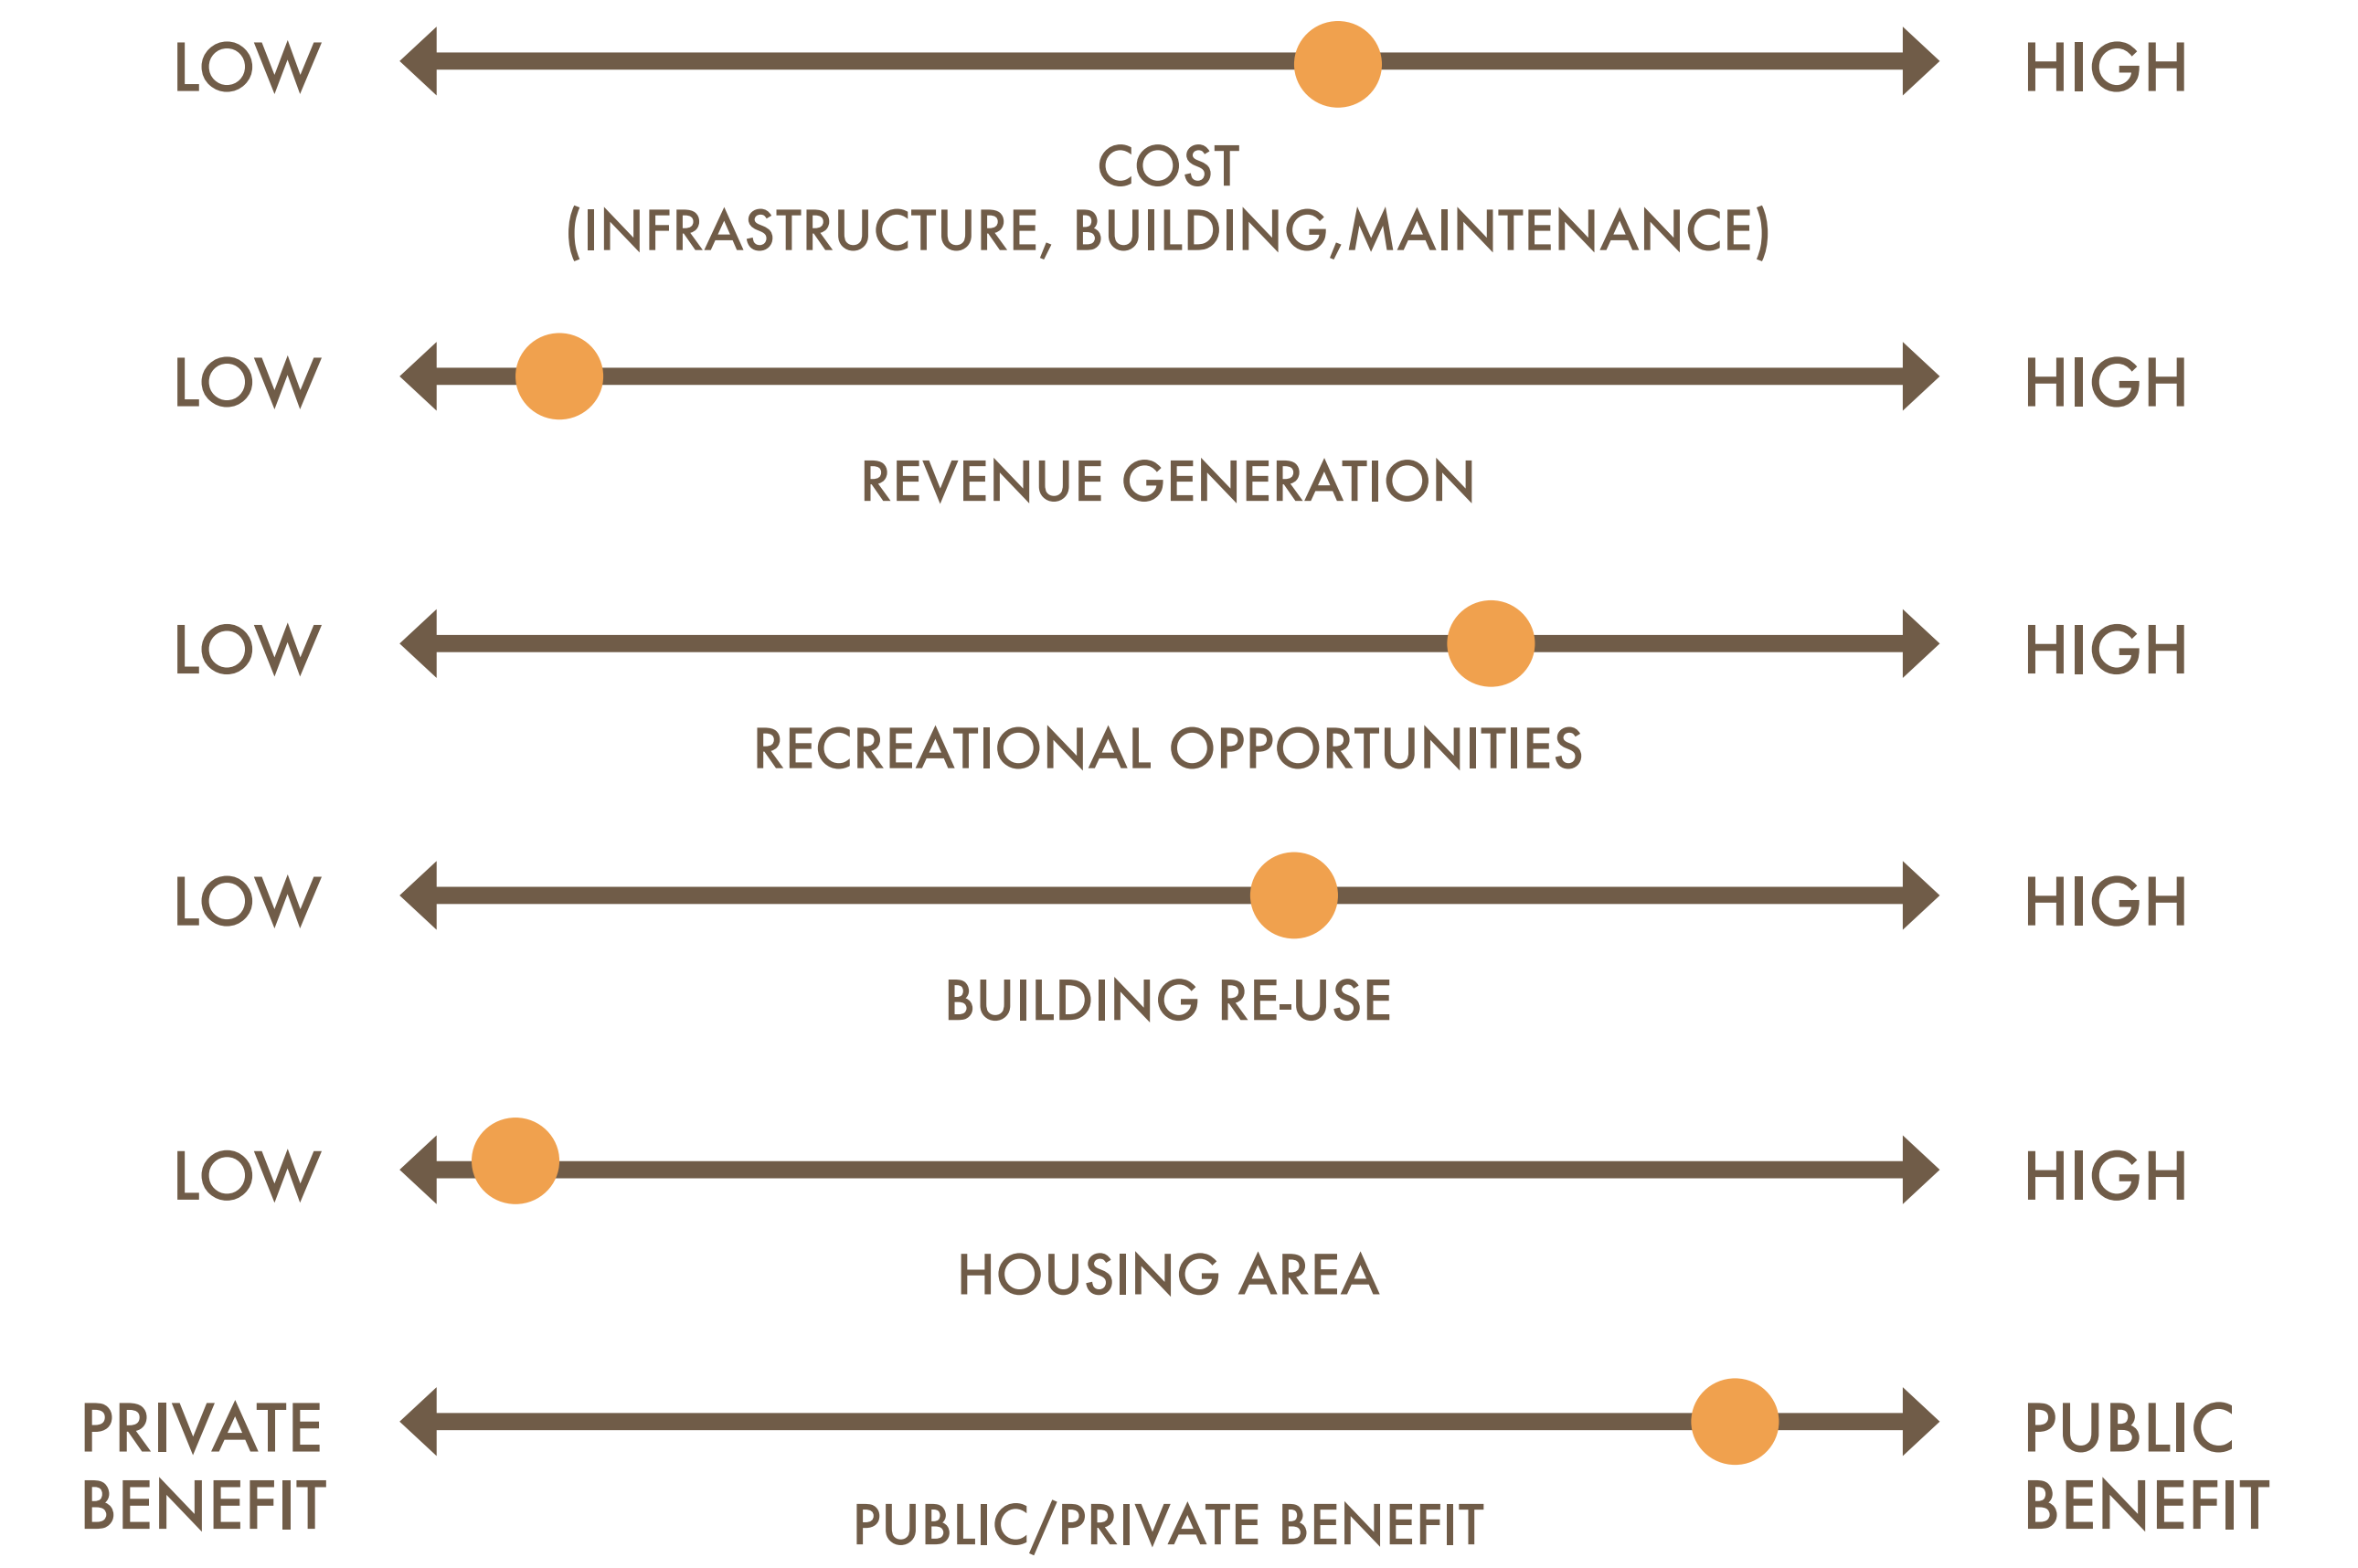 LOW HIGH
COST
(INFRASTRUCTURE, BUILDING,MAINTENANCE)
LOW HIGH
REVENUE GENERATION
LOW HIGH
RECREATIONAL OPPORTUNITIES
LOW HIGH
BUILDING RE-USE
LOW HIGH
HOUSING AREA
PRIVATE BENEFIT
PUBLIC BENEFIT
PUBLIC/PRIVATE BENEFIT